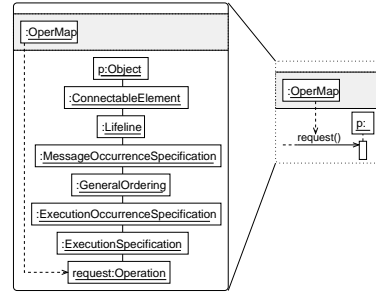 :OperMap
p:Object
:ConnectableElement
:Lifeline
:MessageOccurrenceSpecification
:GeneralOrdering
:ExecutionOccurrenceSpecification
:ExecutionSpecification
request:Operation
:OperMap
p:
request()